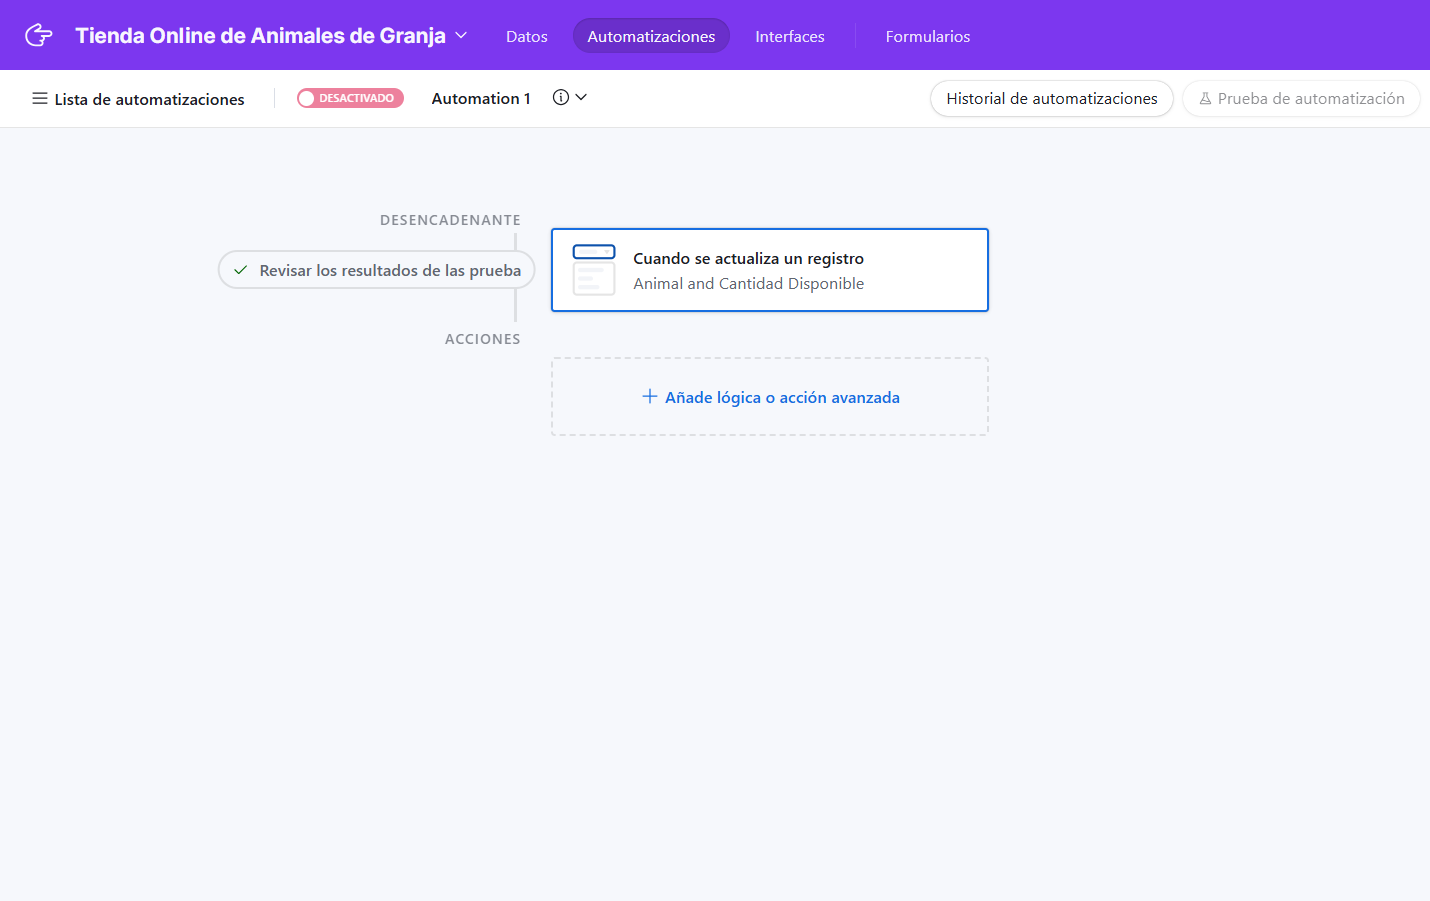 Tienda Online de Animales de Granja
Datos
Automatizaciones
Interfaces
Formularios
Lista de automatizaciones
DESACTIVADO
Automation 1
Historial de automatizaciones
Prueba de automatización
DESENCADENANTE
Revisar los resultados de las prueba
Cuando se actualiza un registro
Animal and Cantidad Disponible
ACCIONES
Añade lógica o acción avanzada